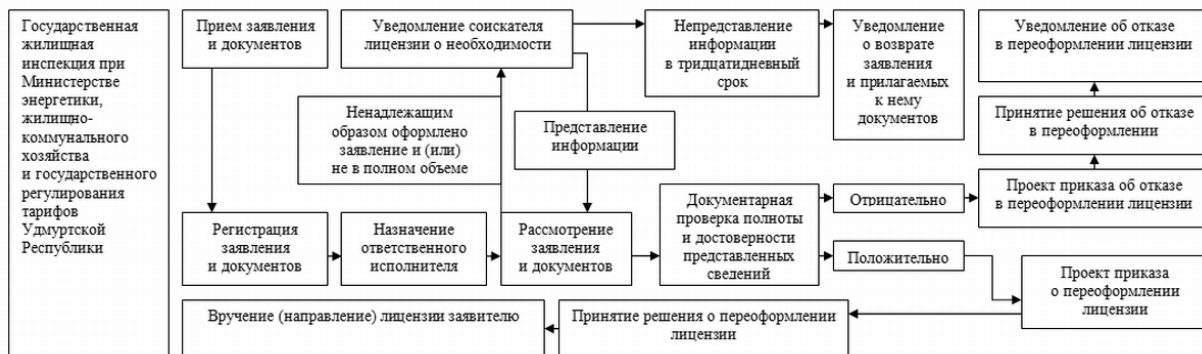 Государственная
жилищная
инспекция при
Министерстве
энергетики,
жилищно-
коммунального
хозяйства
и государственного
регулирования
тарифов
Удмуртской
Республики
Прием заявления
и документов
Уведомление соискателя
лицензии о необходимости
Непредставление
информации
в тридцатидневный
срок
Уведомление
о возврате
заявления
и прилагаемых
к нему
документов
Уведомление об отказе
в переоформлении лицензии
Ненадлежащим
образом оформлено
заявление и (или)
не в полном объеме
Представление
информации
Принятие решения об отказе
в переоформлении
Проект приказа об отказе
в переоформлении лицензии
Регистрация
заявления
и документов
Назначение
ответственного
исполнителя
Рассмотрение
заявления
и документов
Документарная
проверка полноты
и достоверности
представленных
сведений
Отрицательно
Положительно
Проект приказа
о переоформлении
лицензии
Вручение (направление) лицензии заявителю
Принятие решения о переоформлении
лицензии